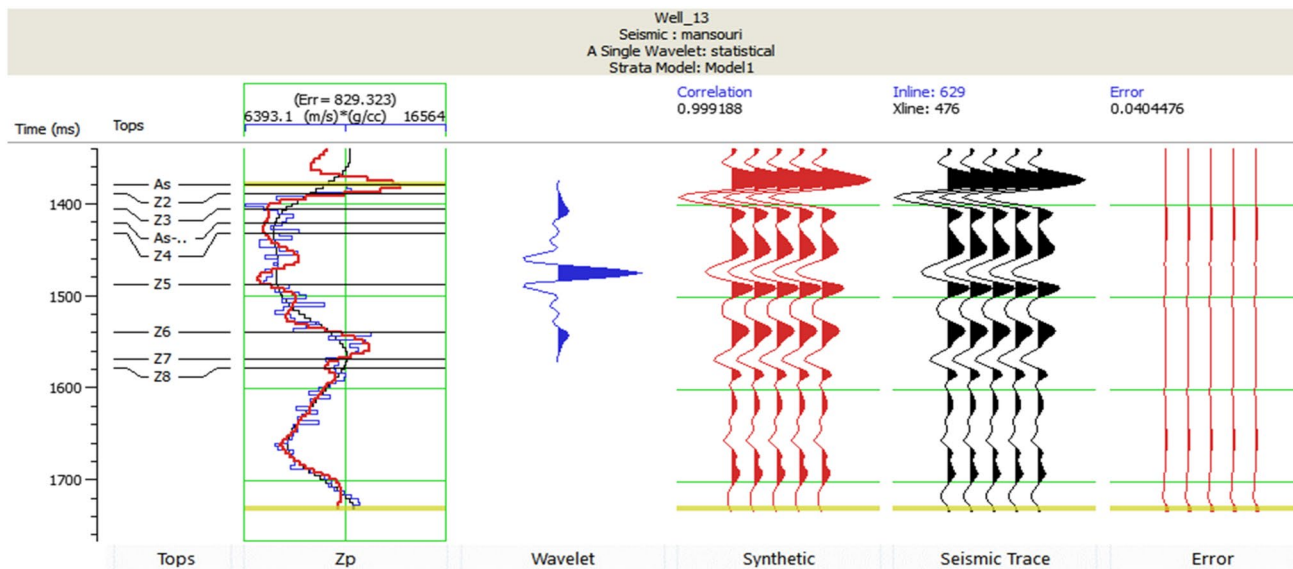 Well_13
Seismic : mansouri
A Single Wavelet: statistical
Strata Model: Model1
Time (ms)
Tops
(Err= 829.323)
6393.1 (m/s)*(g/cc) 16564
Correlation
0.999188
Inline: 629
Xline: 476
Error
0.0404476
As
Z2
1400
Z3
As-..
Z4
Z5
1500
Z6
Z7
Z8
1600
1700
Tops Zp Wavelet Synthetic Seismic Trace Error